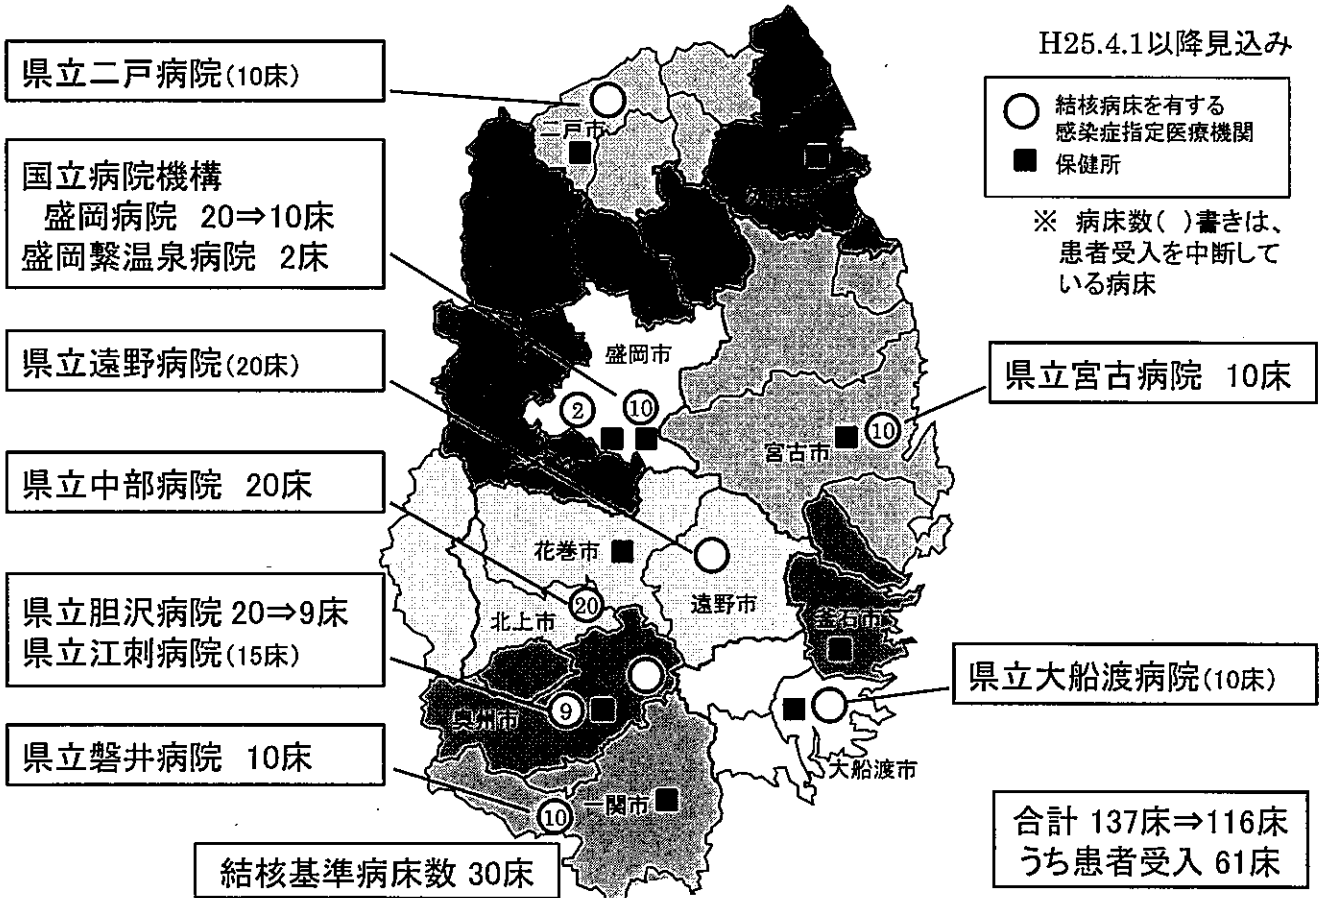 H25.4.1以降見込み
県立二戸病院(10床)
結核病床を有する
感染症指定医療機関
保健所
※ 病床数( )書きは、
患者受入を中断して
いる病床
国立病院機構
盛岡病院 20⇒10床
盛岡繋温泉病院 2床
県立遠野病院(20床)
県立宮古病院 10床
県立中部病院 20床
県立胆沢病院 20⇒9床
県立江刺病院(15床)
県立大船渡病院(10床)
県立磐井病院 10床
合計 137床⇒116床
うち患者受入 61床
結核基準病床数 30床
二戸市
盛岡市
2
10
宮古市
10
花巻市
遠野市
北上市
20
釜石市
奥州市
9
大船渡市
一関市
10